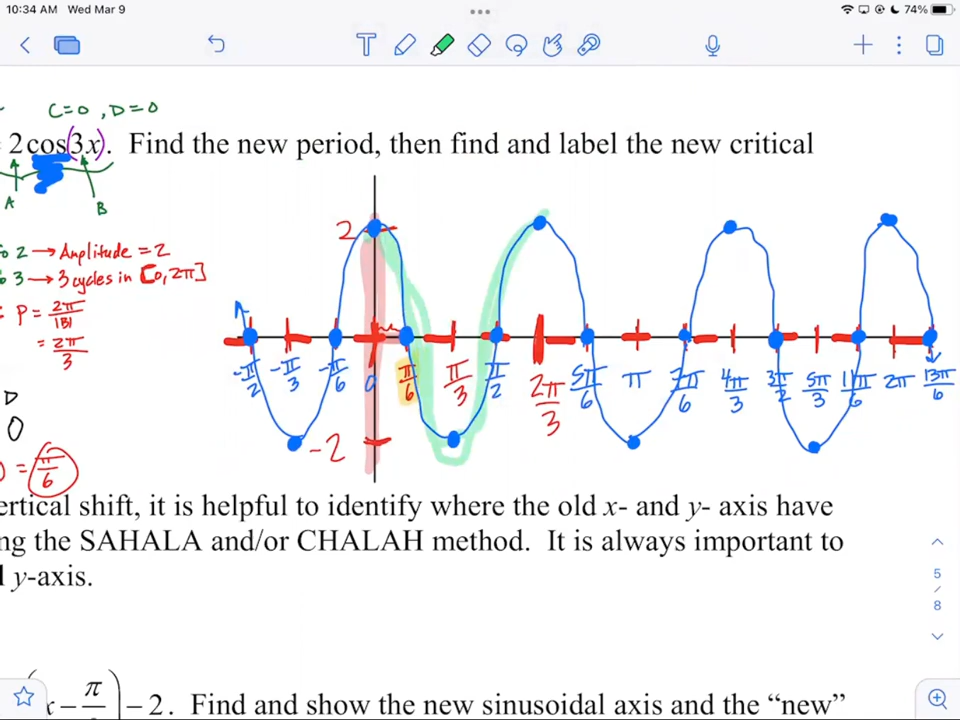 10:34 AM Mon Mar 9
74%
T
C=0, D=0
2cos(3x). Find the new period, then find and label the new critical
A
B
2 → Amplitude = 2
3 → 3 cycles in [0, 2π]
P = 2π/|B|
= 2π/3
D
0
= π/6
2
-2
-π/2 -π/3 -π/6 0 π/6 π/3 π/2 2π/3 5π/6 π 7π/6 4π/3 3π/2 5π/3 11π/6 2π 13π/6
ertical shift, it is helpful to identify where the old x- and y- axis have
ng the SAHALA and/or CHALAH method. It is always important to
y-axis.
5
/
8
x - π
- 2. Find and show the new sinusoidal axis and the “new”